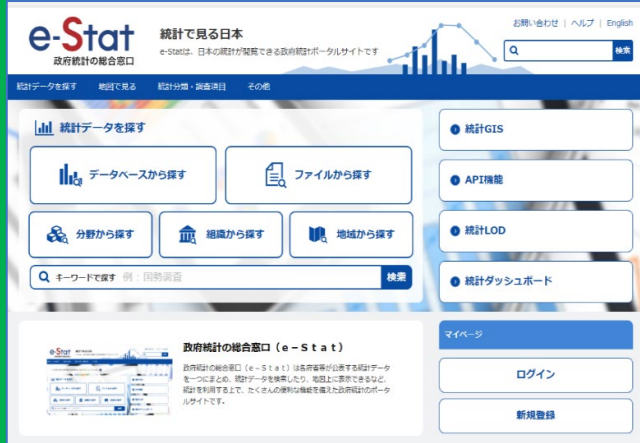 e-Stat
政府統計の総合窓口
統計で見る日本
e-Statは、日本の統計が閲覧できる政府統計ポータルサイトです
お問い合わせ | ヘルプ | English
検索
統計データを探す 地図で見る 統計分類・調査項目 その他
統計データを探す
データベースから探す
ファイルから探す
分野から探す
組織から探す
地域から探す
キーワードで探す 例：国勢調査
検索
統計GIS
API機能
統計LOD
統計ダッシュボード
政府統計の総合窓口（e－Stat）
政府統計の総合窓口（e－Stat）は各府省等が公表する統計データ
を一つにまとめ、統計データを検索したり、地図上に表示できるなど、
統計を利用する上で、たくさんの便利な機能を備えた政府統計のポータ
ルサイトです。
e-Stat
マイページ
ログイン
新規登録